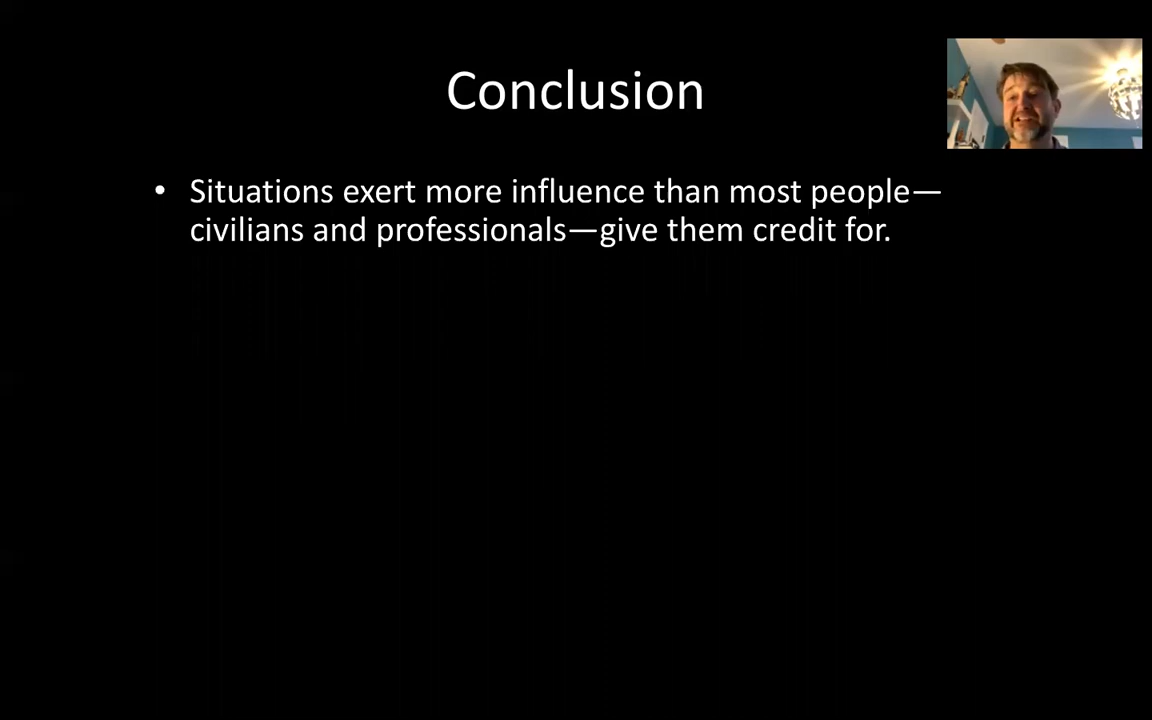 Conclusion
• Situations exert more influence than most people—
civilians and professionals—give them credit for.